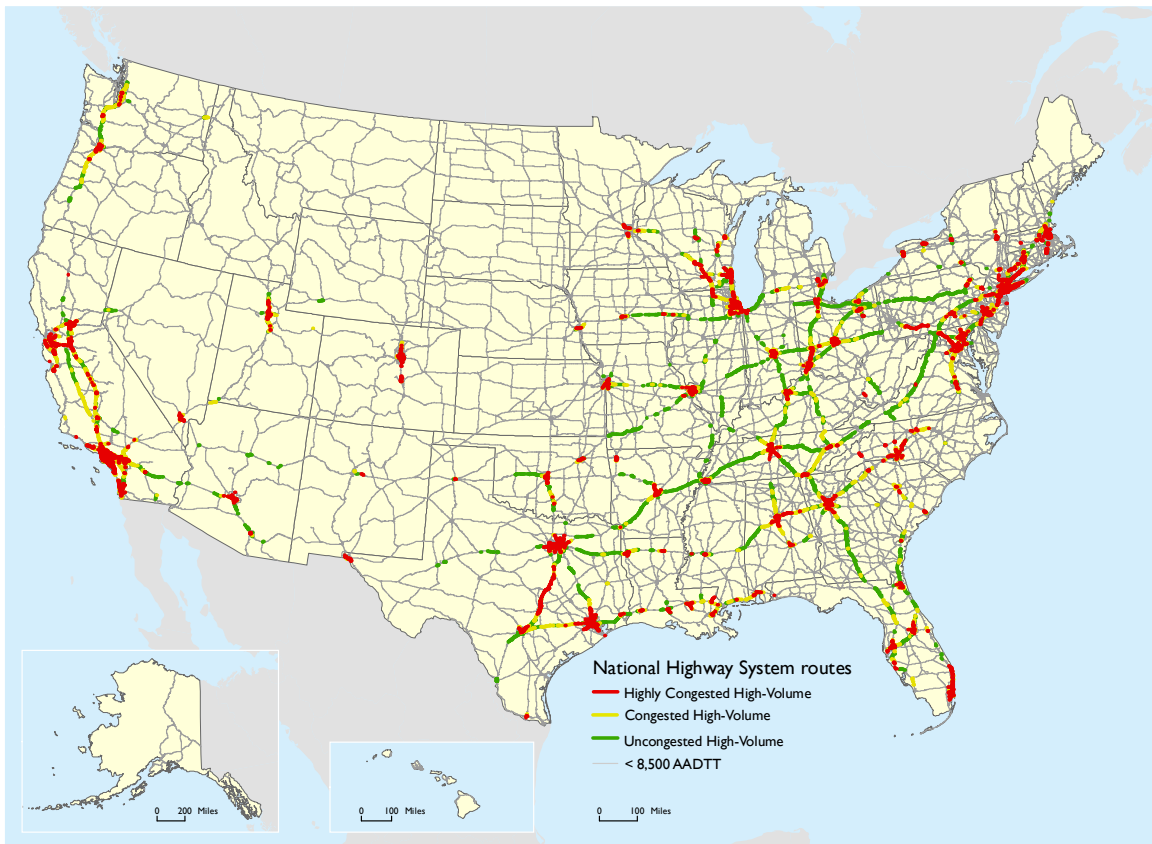 National Highway System routes
Highly Congested High-Volume
Congested High-Volume
Uncongested High-Volume
< 8,500 AADTT
0 200 Miles
0 100 Miles
0 100 Miles